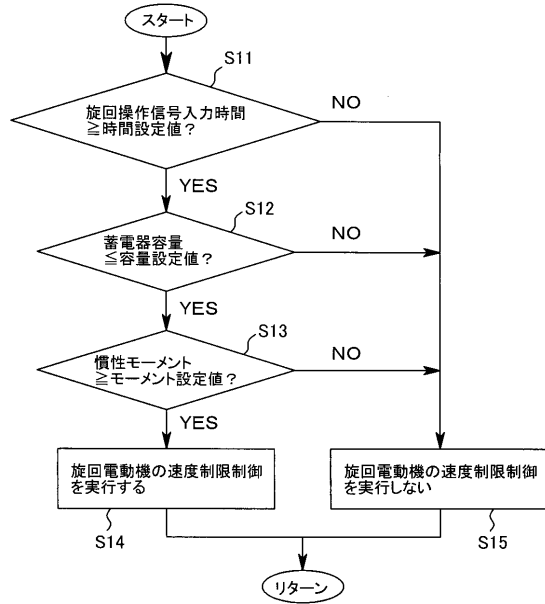 スタート
S11
旋回操作信号入力時間
≧時間設定値？
NO
YES
S12
蓄電器容量
≦容量設定値？
NO
YES
S13
慣性モーメント
≧モーメント設定値？
NO
YES
旋回電動機の速度制限制御
を実行する
旋回電動機の速度制限制御
を実行しない
S14
S15
リターン